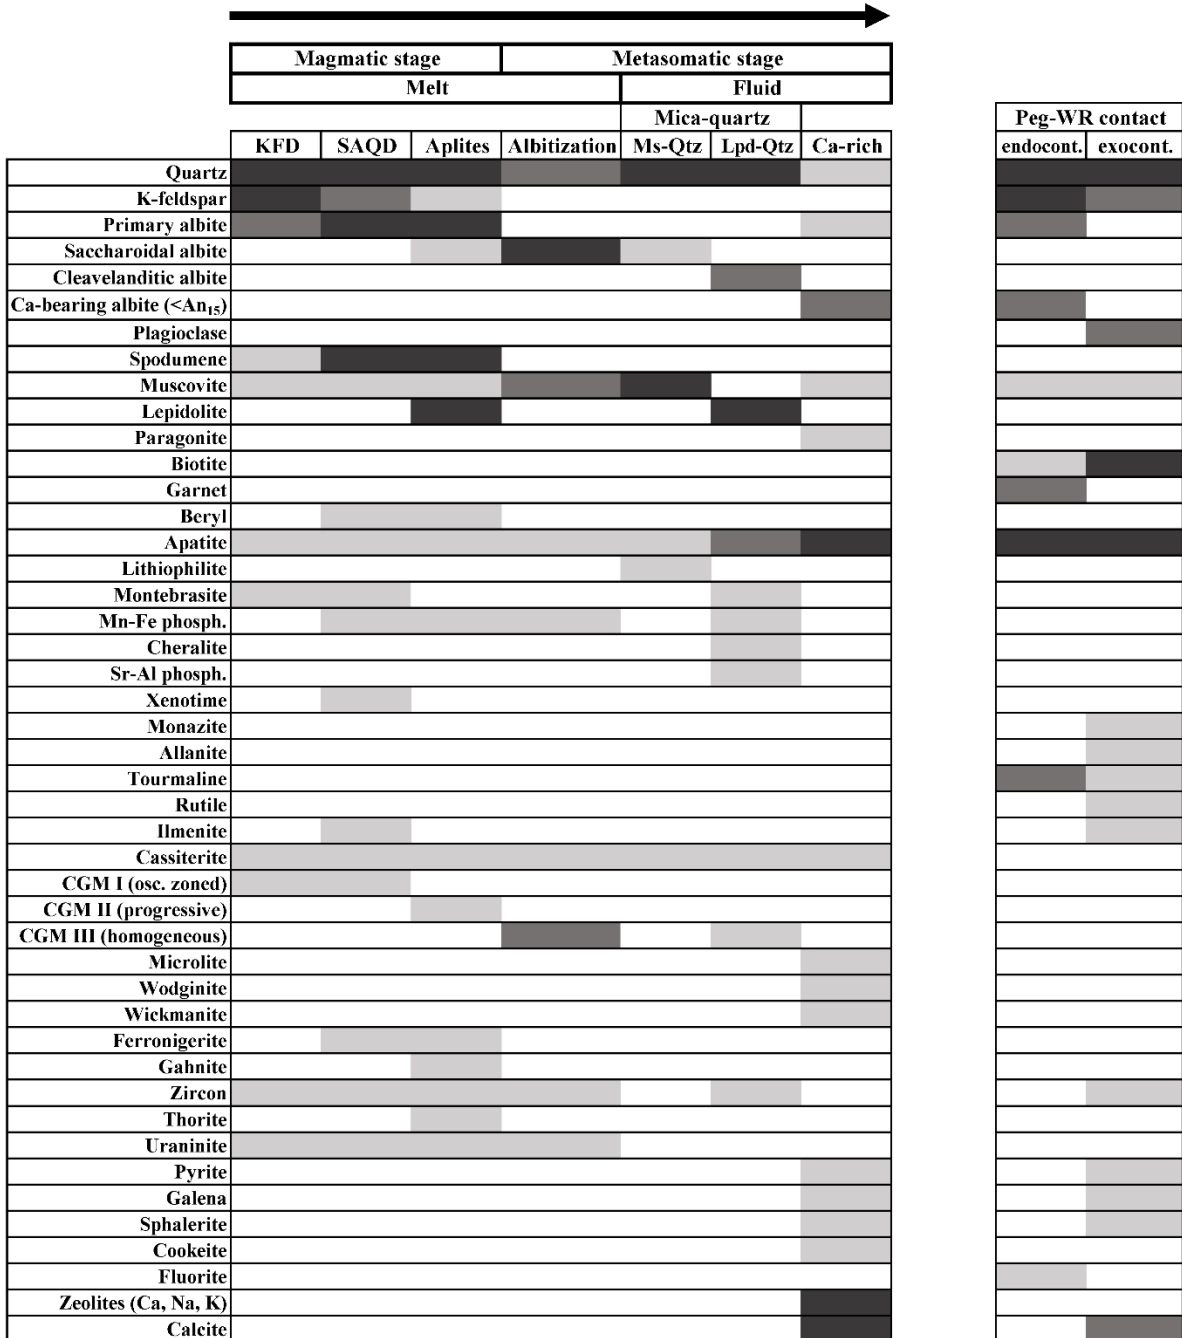 Magmatic stage Metasomatic stage
Melt Fluid
Mica-quartz Peg-WR contact
KFD SAQD Aplites Albitization Ms-Qtz Lpd-Qtz Ca-rich endocont. exocont.
Quartz
K-feldspar
Primary albite
Saccharoidal albite
Cleavelanditic albite
Ca-bearing albite (<An₁₅)
Plagioclase
Spodumene
Muscovite
Lepidolite
Paragonite
Biotite
Garnet
Beryl
Apatite
Lithiophilite
Montebrasite
Mn-Fe phosph.
Cheralite
Sr-Al phosph.
Xenotime
Monazite
Allanite
Tourmaline
Rutile
Ilmenite
Cassiterite
CGM I (osc. zoned)
CGM II (progressive)
CGM III (homogeneous)
Microlite
Wodginite
Wickmanite
Ferronigerite
Gahnite
Zircon
Thorite
Uraninite
Pyrite
Galena
Sphalerite
Cookeite
Fluorite
Zeolites (Ca, Na, K)
Calcite